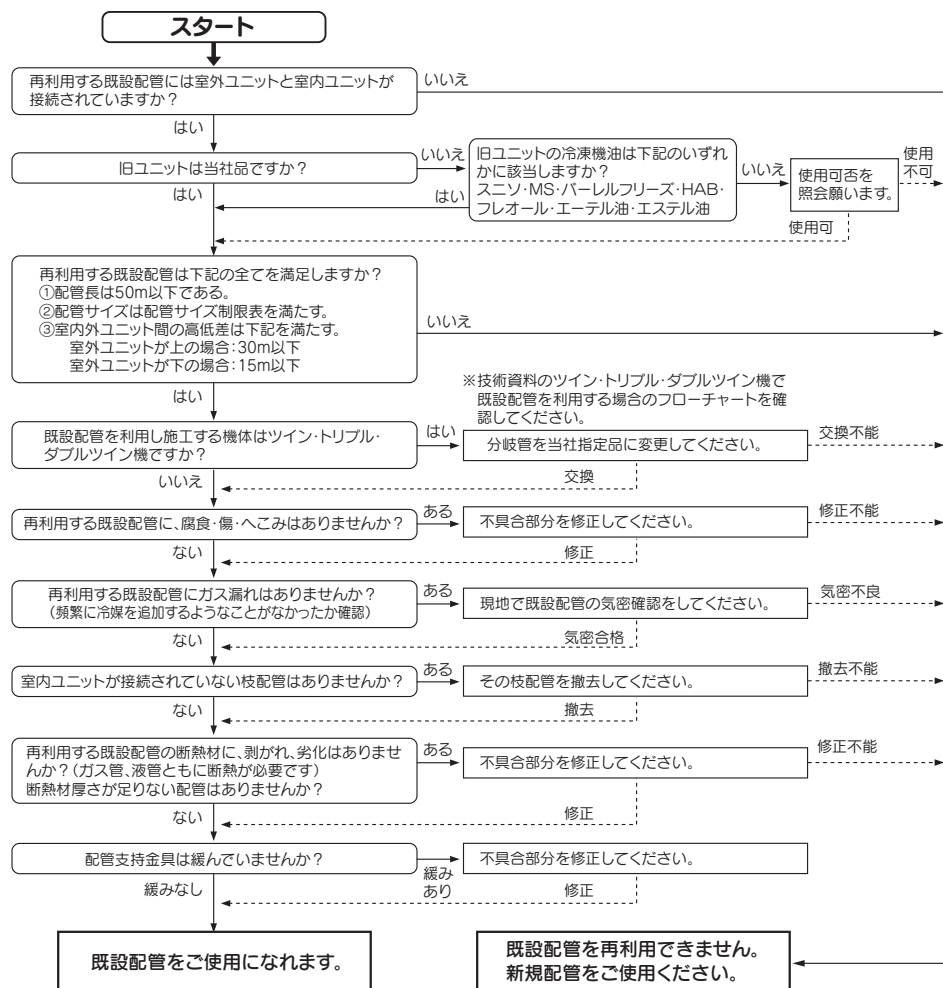 スタート
再利用する既設配管には室外ユニットと室内ユニットが
接続されていますか？
いいえ
はい
旧ユニットは当社品ですか？
いいえ
はい
旧ユニットの冷凍機油は下記のいずれ
かに該当しますか？
スニソ・MS・バーレルフリーズ・HAB・
フレオール・エーテル油・エステル油
はい
いいえ
使用可否を
照会願います。
使用
不可
使用可
再利用する既設配管は下記の全てを満足しますか？
①配管長は50m以下である。
②配管サイズは配管サイズ制限表を満たす。
③室内外ユニット間の高低差は下記を満たす。
室外ユニットが上の場合：30m以下
室外ユニットが下の場合：15m以下
いいえ
はい
※技術資料のツイン・トリプル・ダブルツイン機で
既設配管を利用する場合のフローチャートを確
認してください。
既設配管を利用し施工する機体はツイン・トリプル・
ダブルツイン機ですか？
はい
分岐管を当社指定品に変更してください。
交換不能
いいえ
交換
再利用する既設配管に、腐食・傷・へこみはありませんか？
ある
不具合部分を修正してください。
修正不能
ない
修正
再利用する既設配管にガス漏れはありませんか？
（頻繁に冷媒を追加するようなことがなかったか確認）
ある
現地で既設配管の気密確認をしてください。
気密不良
ない
気密合格
室内ユニットが接続されていない枝配管はありませんか？
ある
その枝配管を撤去してください。
撤去不能
ない
撤去
再利用する既設配管の断熱材に、剥がれ、劣化はありませ
んか？（ガス管、液管ともに断熱が必要です）
断熱材厚さが足りない配管はありませんか？
ある
不具合部分を修正してください。
修正不能
ない
修正
配管支持金具は緩んでいませんか？
緩み
あり
不具合部分を修正してください。
緩みなし
修正
既設配管をご使用になれます。
既設配管を再利用できません。
新規配管をご使用ください。